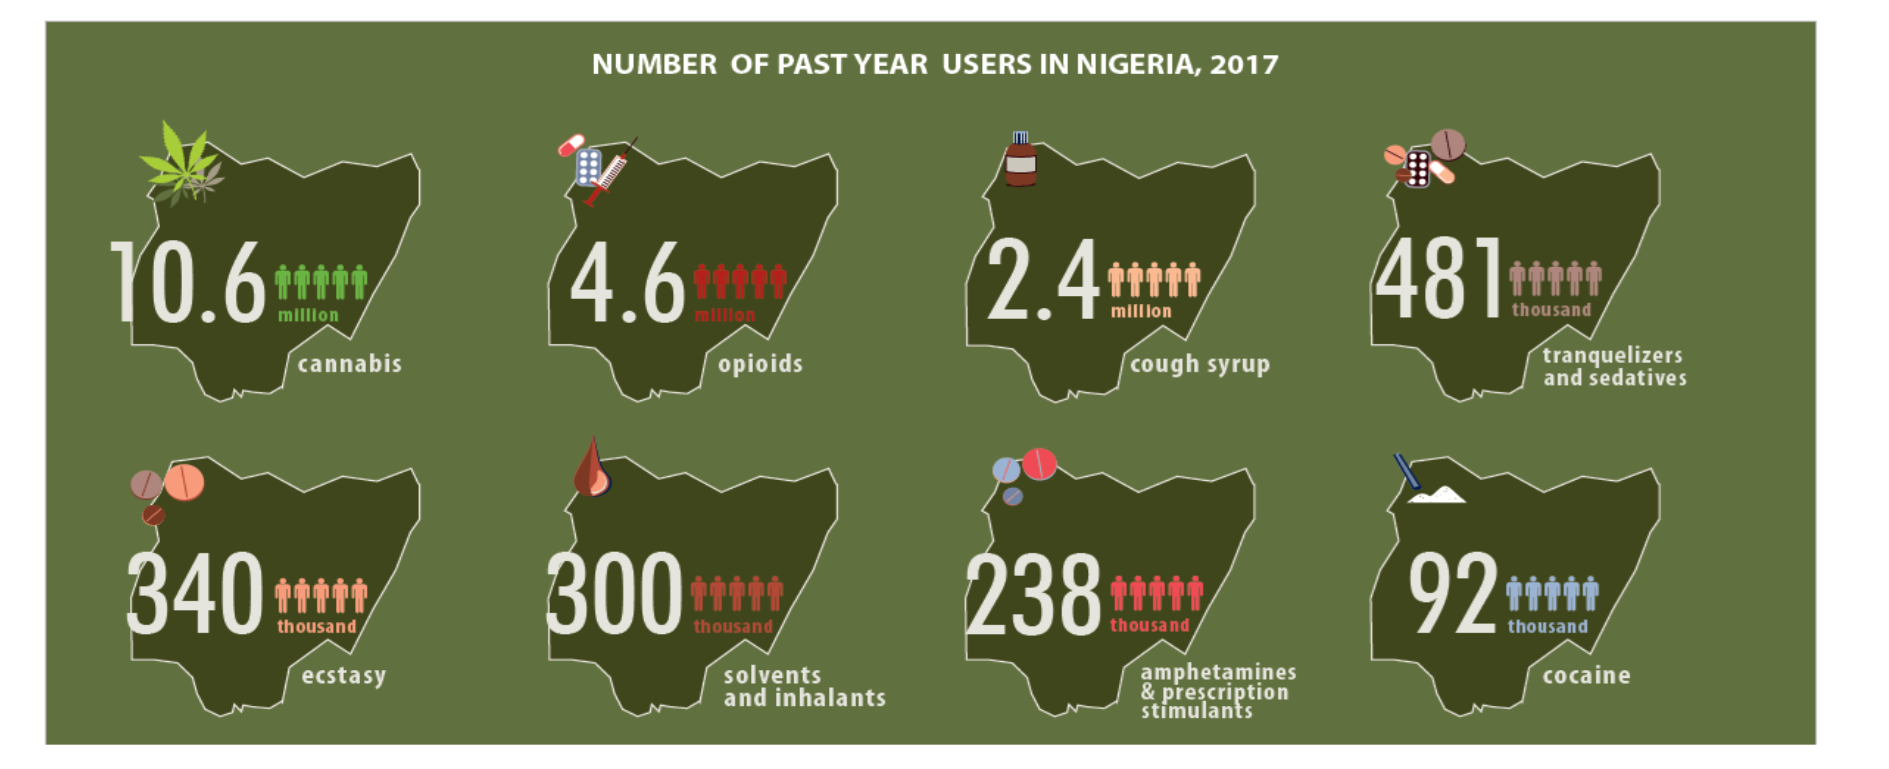 NUMBER OF PAST YEAR USERS IN NIGERIA, 2017
10.6
million
cannabis
4.6
million
opioids
2.4
million
cough syrup
481
thousand
tranquelizers
and sedatives
340
thousand
ecstasy
300
thousand
solvents
and inhalants
238
thousand
amphetamines
& prescription
stimulants
92
thousand
cocaine